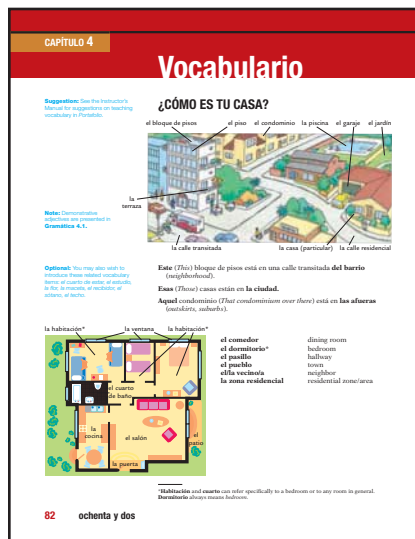 CAPÍTULO 4
Vocabulario
Suggestion: See the Instructor's
Manual for suggestions on teaching
vocabulary in Portafolio.
¿CÓMO ES TU CASA?
el bloque de pisos
el piso
el condominio
la piscina
el garaje
el jardín
la
terraza
la calle transitada
la casa (particular)
la calle residencial
Note: Demonstrative
adjectives are presented in
Gramática 4.1.
Optional: You may also wish to
introduce these related vocabulary
items: el cuarto de estar, el estudio,
la flor, la maceta, el recibidor, el
sótano, el techo.
Este (This) bloque de pisos está en una calle transitada del barrio
(neighborhood).
Esas (Those) casas están en la ciudad.
Aquel condominio (That condominium over there) está en las afueras
(outskirts, suburbs).
la habitación*
la ventana
la habitación*
el cuarto
de baño
la
cocina
el salón
el
patio
la puerta
el comedor dining room
el dormitorio* bedroom
el pasillo hallway
el pueblo town
el/la vecino/a neighbor
la zona residencial residential zone/area
*Habitación and cuarto can refer specifically to a bedroom or to any room in general.
Dormitorio always means bedroom.
82 ochenta y dos